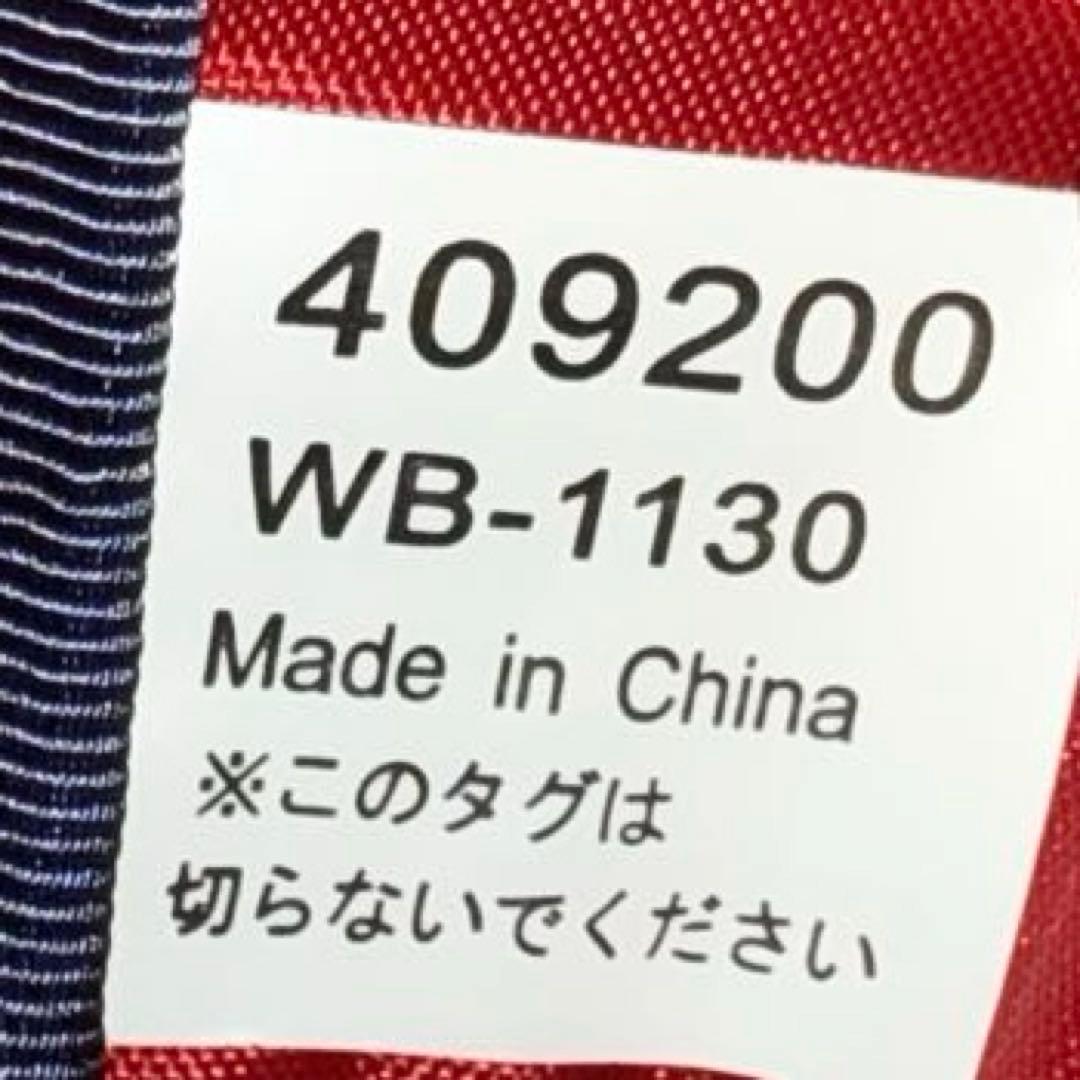 409200
WB-1130
Made in China
※このタグは
切らないでください